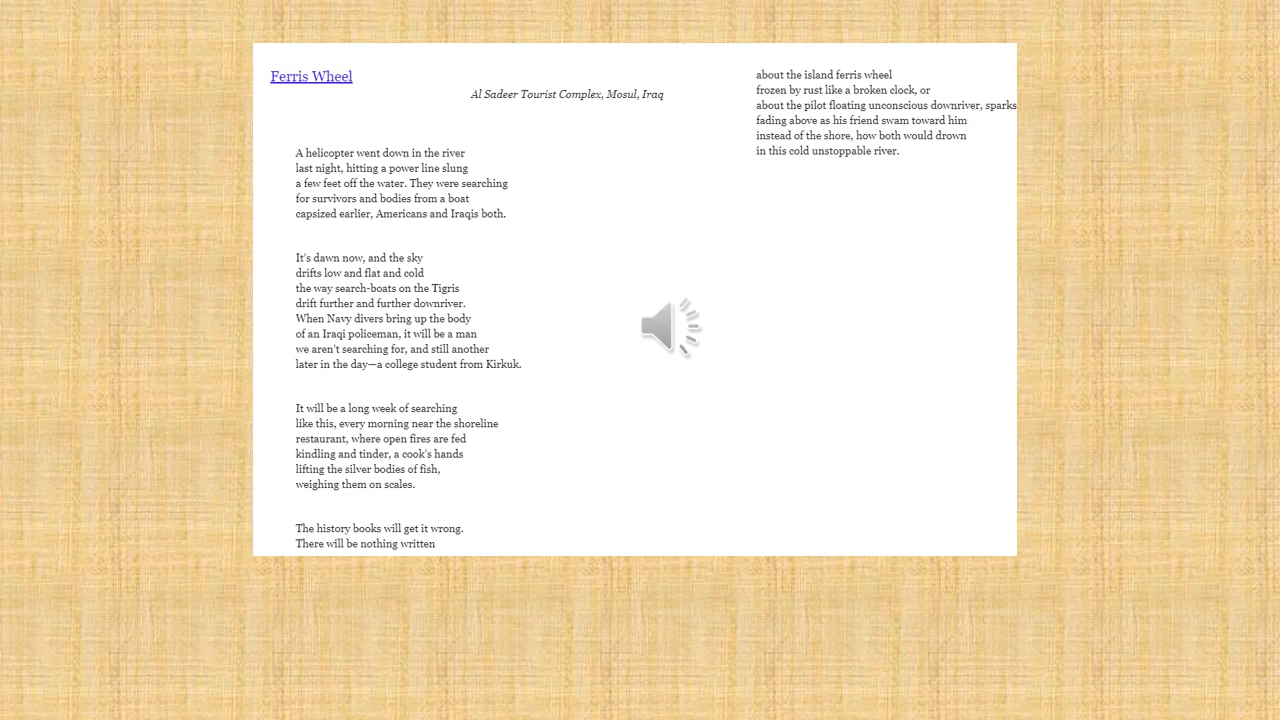 Ferris Wheel
Al Sadeer Tourist Complex, Mosul, Iraq
A helicopter went down in the river
last night, hitting a power line slung
a few feet off the water. They were searching
for survivors and bodies from a boat
capsized earlier, Americans and Iraqis both.
It's dawn now, and the sky
drifts low and flat and cold
the way search-boats on the Tigris
drift further and further downriver.
When Navy divers bring up the body
of an Iraqi policeman, it will be a man
we aren't searching for, and still another
later in the day—a college student from Kirkuk.
It will be a long week of searching
like this, every morning near the shoreline
restaurant, where open fires are fed
kindling and tinder, a cook's hands
lifting the silver bodies of fish,
weighing them on scales.
The history books will get it wrong.
There will be nothing written
about the island ferris wheel
frozen by rust like a broken clock, or
about the pilot floating unconscious downriver, sparks
fading above as his friend swam toward him
instead of the shore, how both would drown
in this cold unstoppable river.